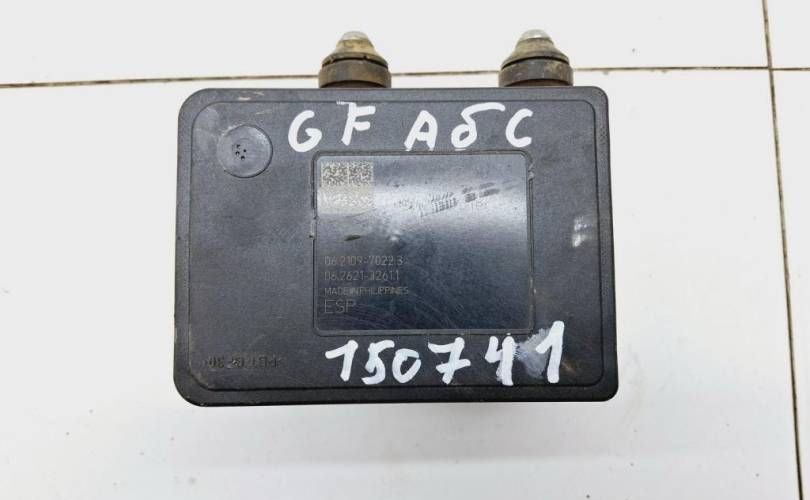 GF АБС
06.2109-7022.3
06.2621-3261.1
MADE IN PHILIPPINES
ESP
150741